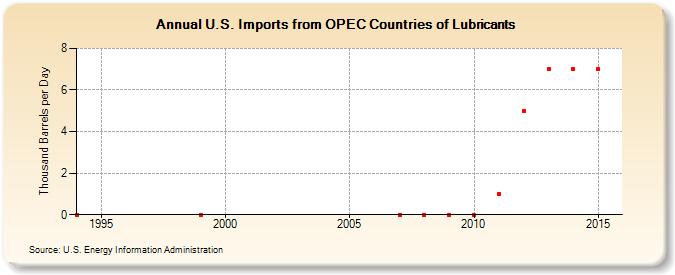 Annual U.S. Imports from OPEC Countries of Lubricants
Thousand Barrels per Day
8
6
4
2
0
1995 2000 2005 2010 2015
Source: U.S. Energy Information Administration